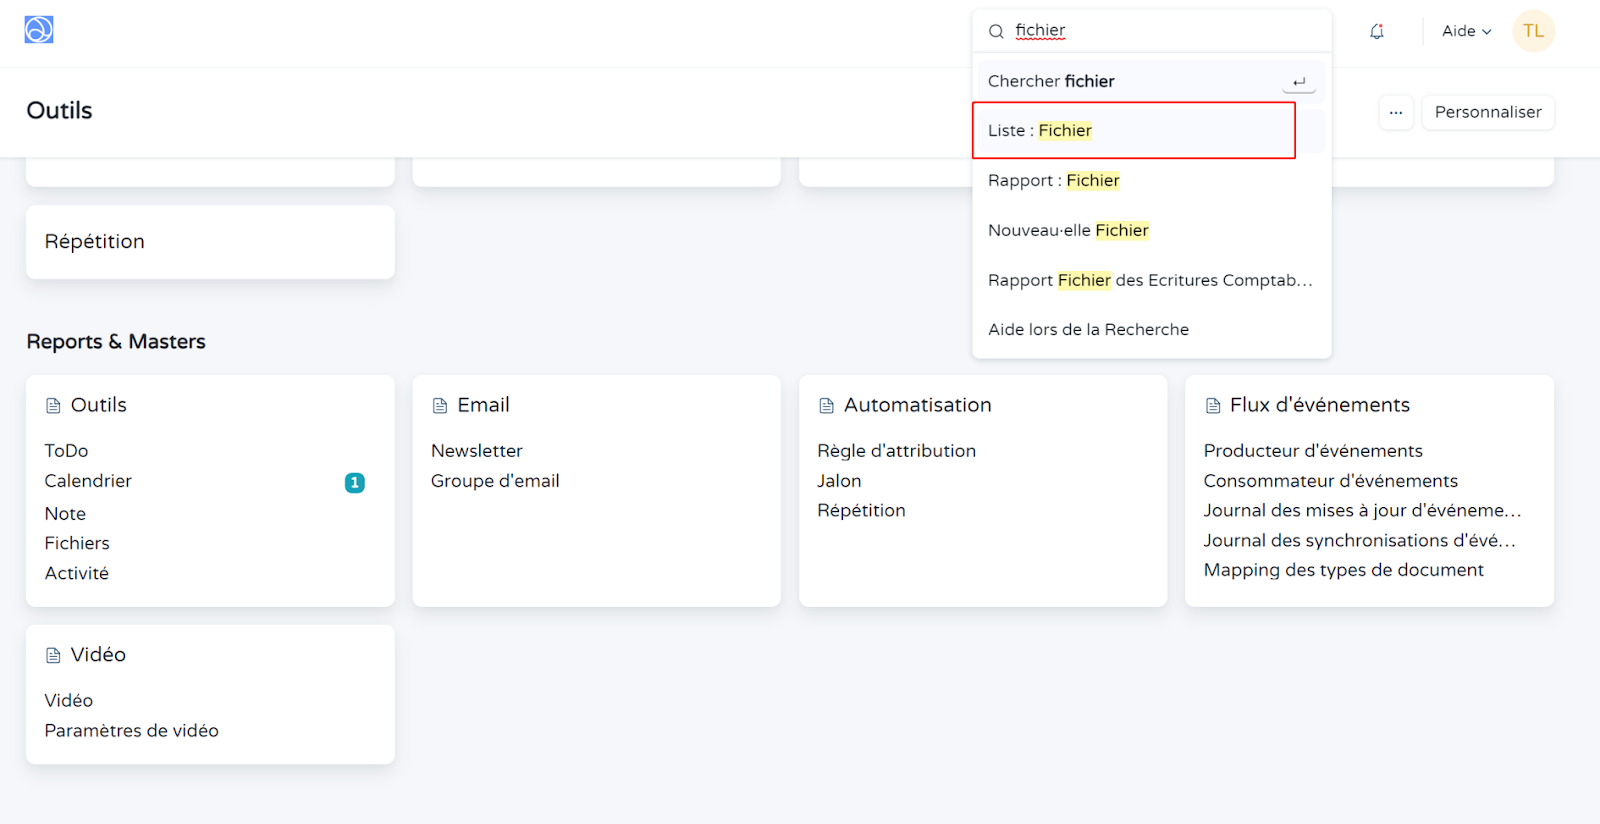 fichier
Aide
TL
Chercher fichier
Outils
Personnaliser
Liste : Fichier
Rapport : Fichier
Nouveau·elle Fichier
Rapport Fichier des Ecritures Comptab...
Aide lors de la Recherche
Répétition
Reports & Masters
Outils
ToDo
Calendrier 1
Note
Fichiers
Activité
Email
Newsletter
Groupe d'email
Automatisation
Règle d'attribution
Jalon
Répétition
Flux d'événements
Producteur d'événements
Consommateur d'événements
Journal des mises à jour d'événeme...
Journal des synchronisations d'évé...
Mapping des types de document
Vidéo
Vidéo
Paramètres de vidéo